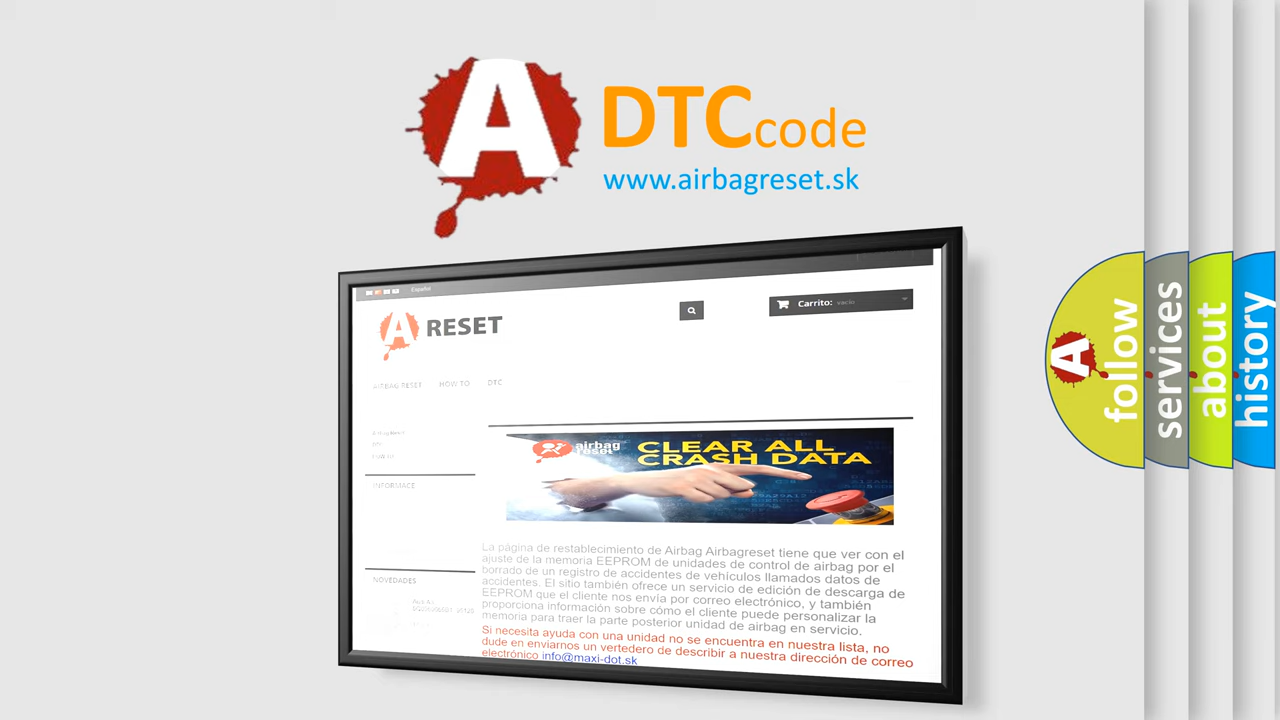 A
DTC code
www.airbagreset.sk
Español
A RESET
Carrito: vacío
AIRBAG RESET HOW TO DTC
INFORMACE
NOVEDADES
airbag
reset
CLEAR ALL
CRASH DATA
La página de restablecimiento de Airbag Airbagreset tiene que ver con el
ajuste de la memoria EEPROM de unidades de control de airbag por el
borrado de un registro de accidentes de vehículos llamados datos de
accidentes. El sitio también ofrece un servicio de edición de descarga de
EEPROM que el cliente nos envía por correo electrónico, y también
proporciona información sobre cómo el cliente puede personalizar la
memoria para traer la parte posterior unidad de airbag en servicio.
Si necesita ayuda con una unidad no se encuentra en nuestra lista, no
dude en enviarnos un vertedero de describir a nuestra dirección de correo
electrónico info@maxi-dot.sk
A
follow
services
about
history